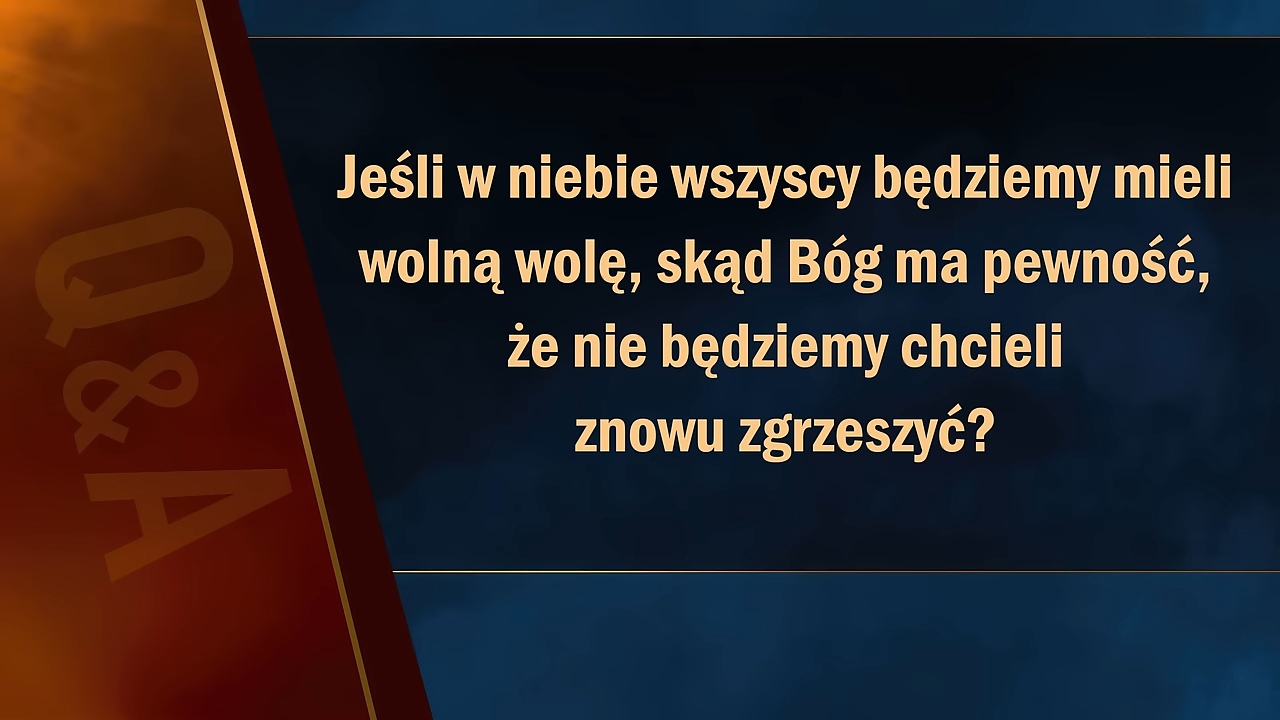 Jeśli w niebie wszyscy będziemy mieli
wolną wolę, skąd Bóg ma pewność,
że nie będziemy chcieli
znowu zgrzeszyć?
Q&A